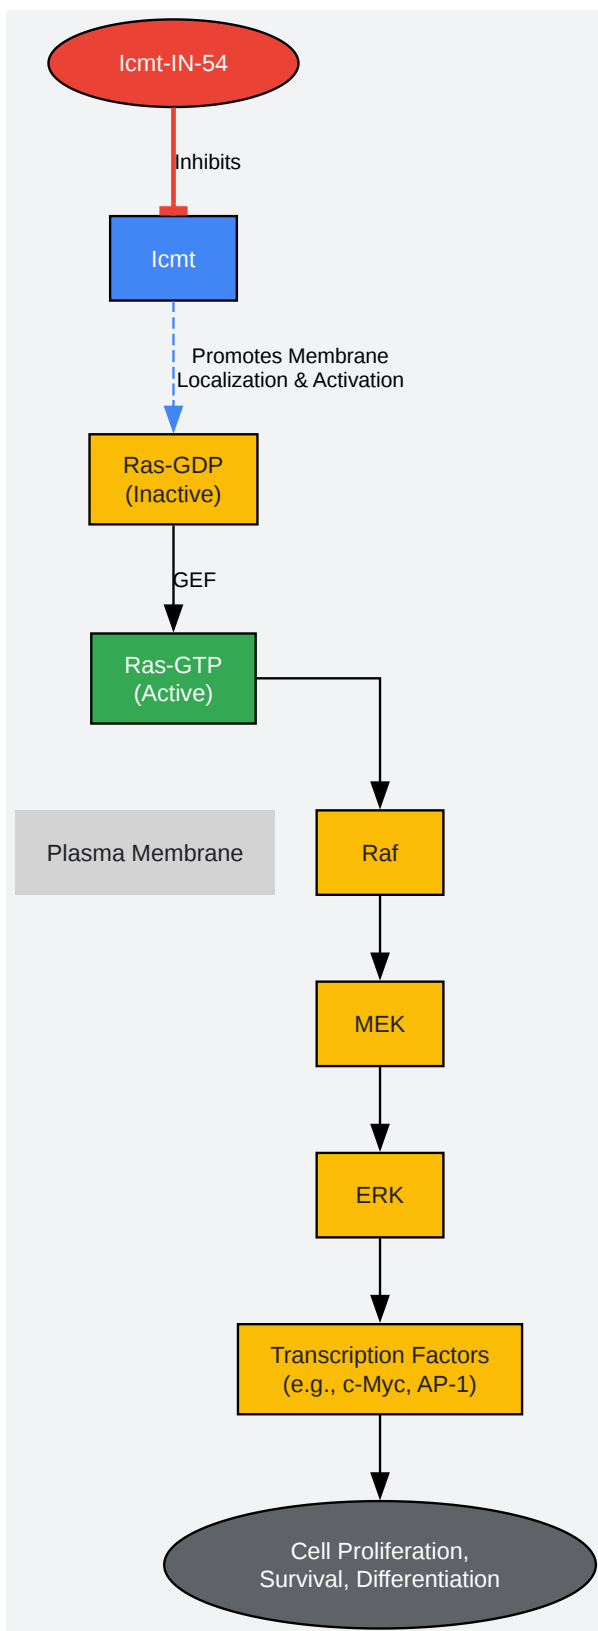 Icmt-IN-54
Inhibits
Icmt
Promotes Membrane
Localization & Activation
Ras-GDP
(Inactive)
GEF
Ras-GTP
(Active)
Plasma Membrane
Raf
MEK
ERK
Transcription Factors
(e.g., c-Myc, AP-1)
Cell Proliferation,
Survival, Differentiation